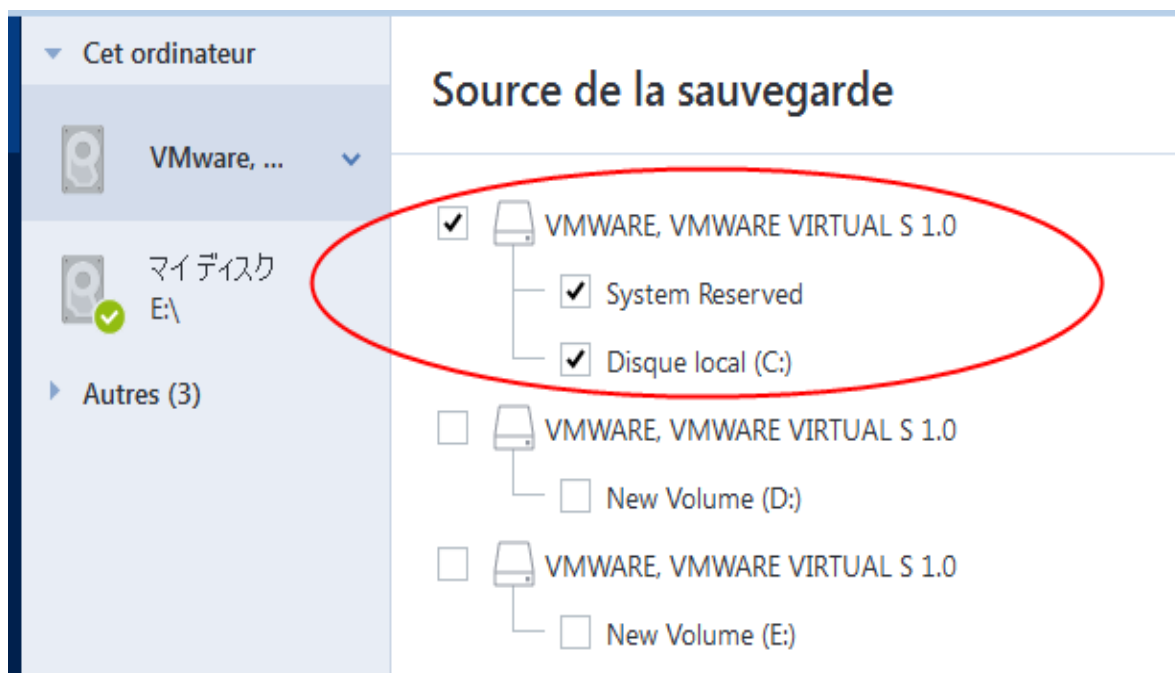 Cet ordinateur
VMware, ...
マイ ディスク
E:\
Autres (3)
Source de la sauvegarde
VMWARE, VMWARE VIRTUAL S 1.0
System Reserved
Disque local (C:)
VMWARE, VMWARE VIRTUAL S 1.0
New Volume (D:)
VMWARE, VMWARE VIRTUAL S 1.0
New Volume (E:)